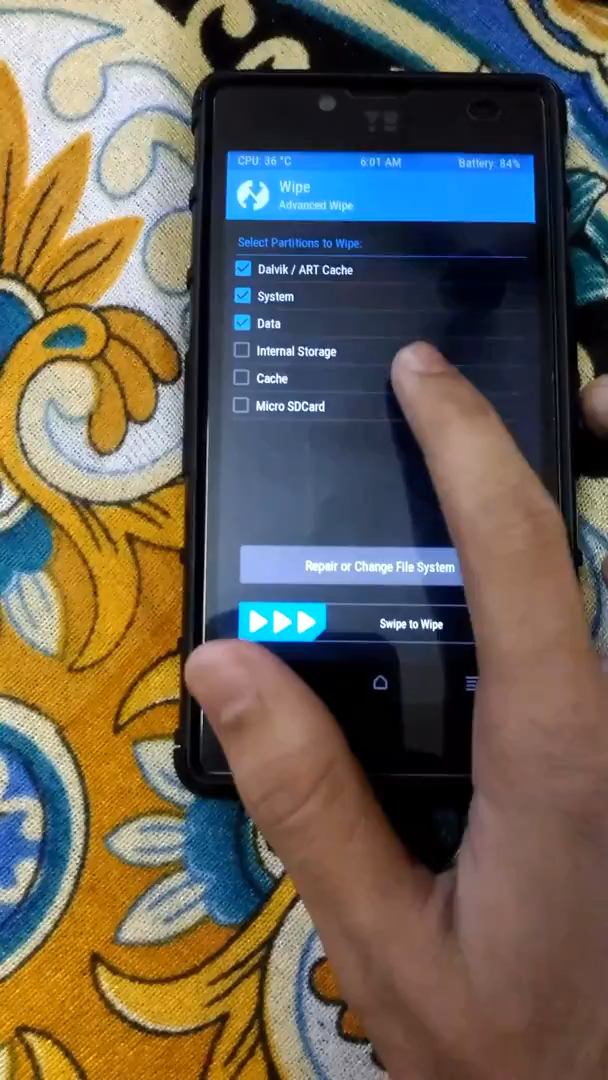 YU
CPU: 36 °C 6:01 AM Battery: 84%
Wipe
Advanced Wipe
Select Partitions to Wipe:
Dalvik / ART Cache
System
Data
Internal Storage
Cache
Micro SDCard
Repair or Change File System
Swipe to Wipe